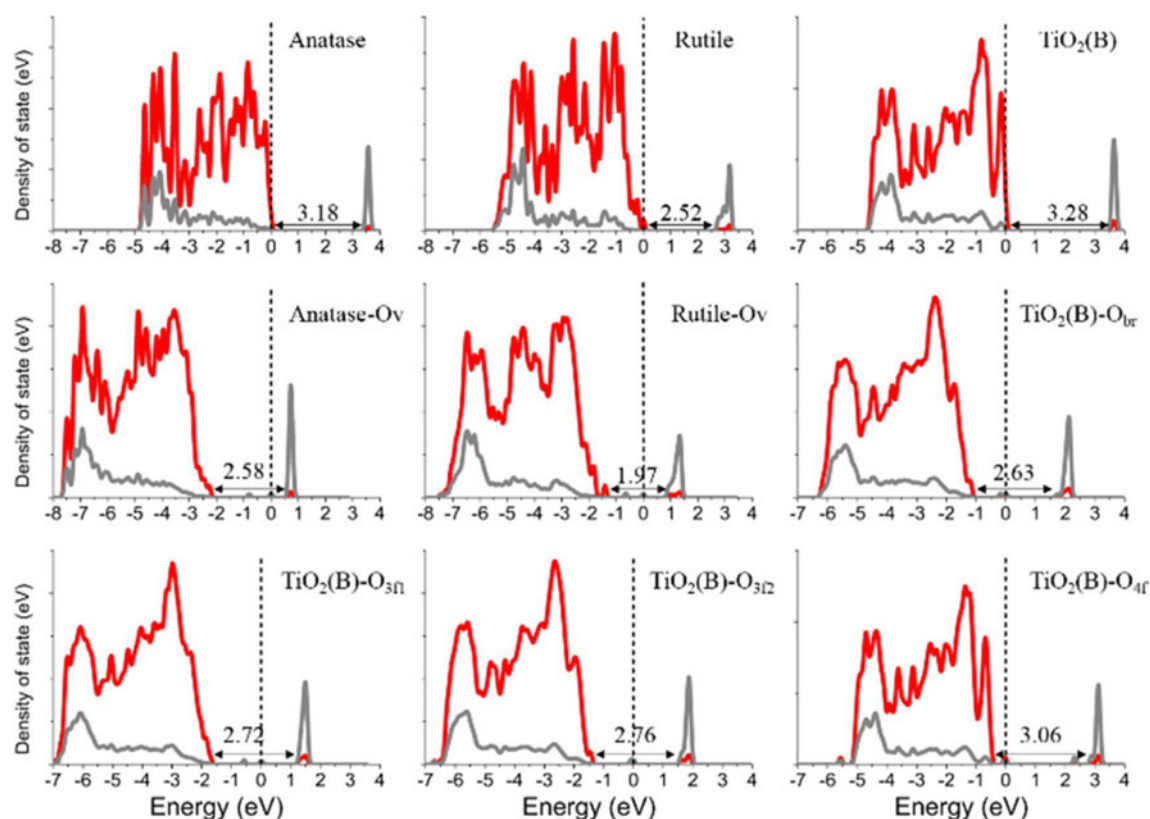 Density of state (eV)
Anatase
3.18
-8 -7 -6 -5 -4 -3 -2 -1 0 1 2 3 4
Rutile
2.52
-8 -7 -6 -5 -4 -3 -2 -1 0 1 2 3 4
TiO₂(B)
3.28
-8 -7 -6 -5 -4 -3 -2 -1 0 1 2 3 4
Density of state (eV)
Anatase-Ov
2.58
-8 -7 -6 -5 -4 -3 -2 -1 0 1 2 3 4
Rutile-Ov
1.97
-8 -7 -6 -5 -4 -3 -2 -1 0 1 2 3 4
TiO₂(B)-Obr
2.63
-7 -6 -5 -4 -3 -2 -1 0 1 2 3 4
Density of state (eV)
TiO₂(B)-O3f1
2.72
-8 -7 -6 -5 -4 -3 -2 -1 0 1 2 3 4
Energy (eV)
TiO₂(B)-O3f2
2.76
-7 -6 -5 -4 -3 -2 -1 0 1 2 3 4
Energy (eV)
TiO₂(B)-O4f
3.06
-7 -6 -5 -4 -3 -2 -1 0 1 2 3 4
Energy (eV)